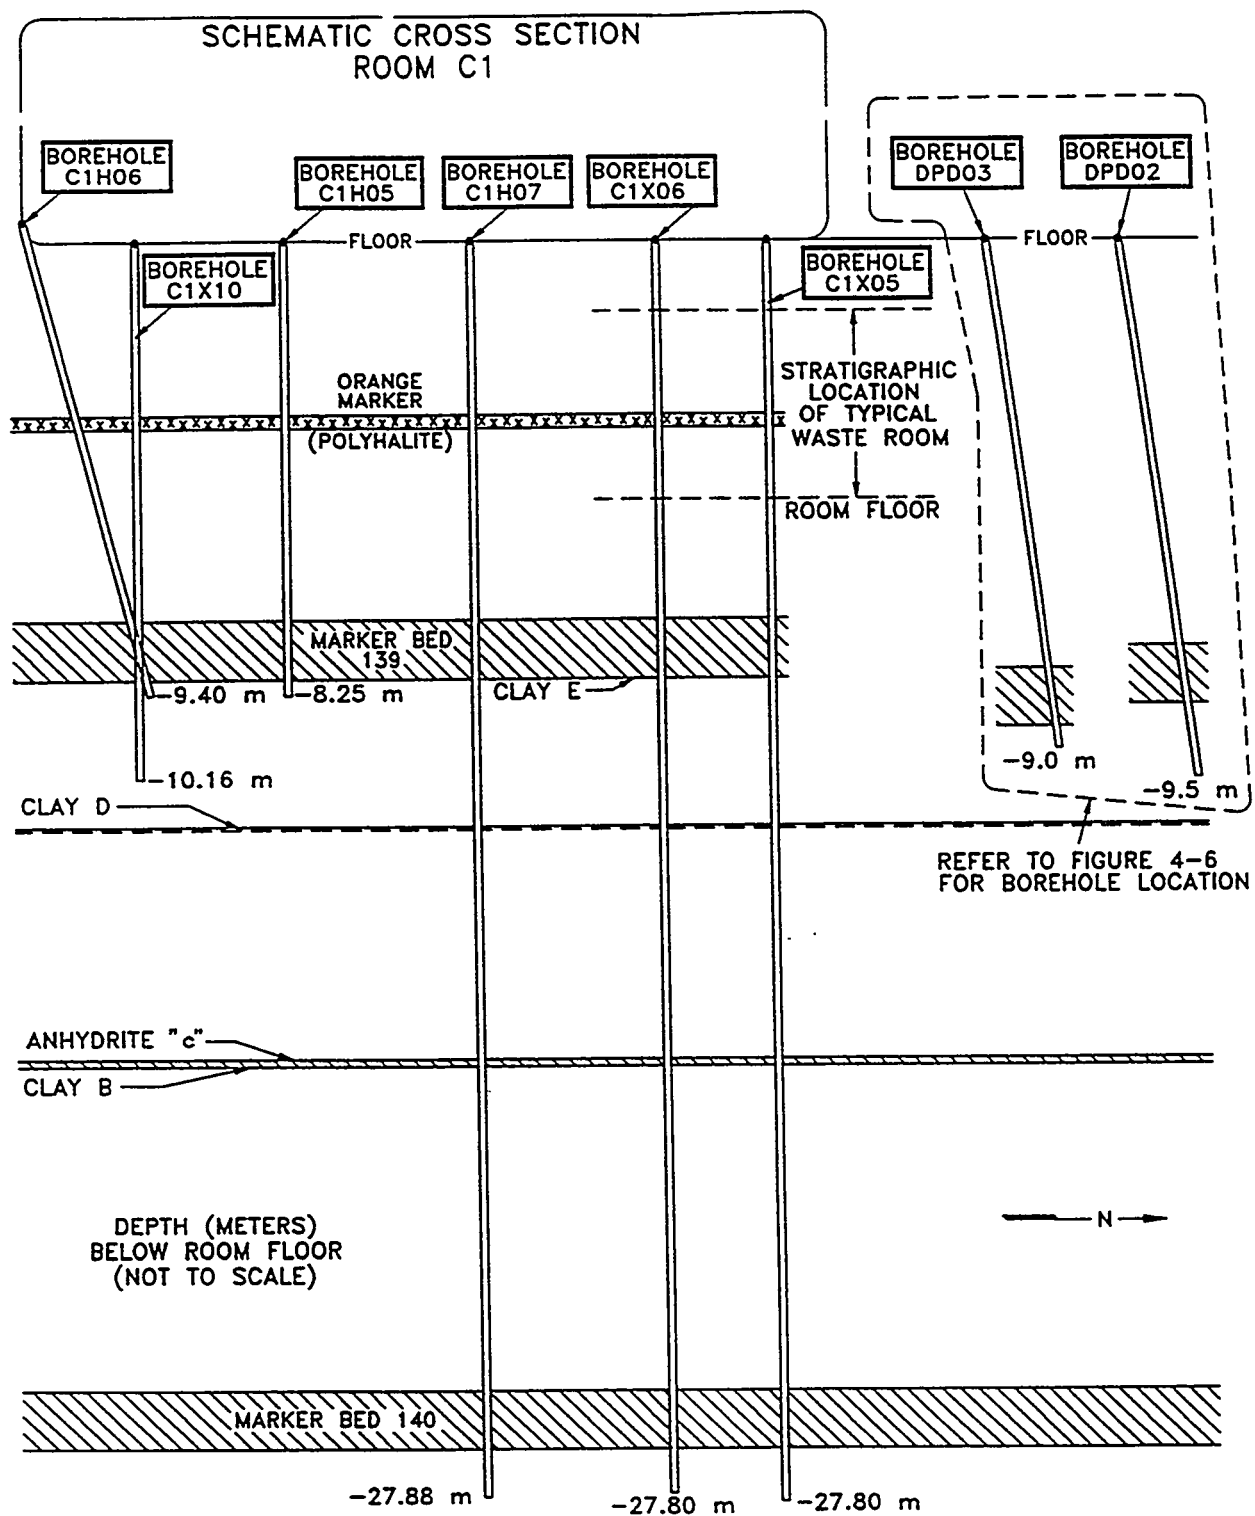 SCHEMATIC CROSS SECTION
ROOM C1
BOREHOLE
C1H06
BOREHOLE
C1H05
BOREHOLE
C1H07
BOREHOLE
C1X06
BOREHOLE
DPD03
BOREHOLE
DPD02
FLOOR
FLOOR
BOREHOLE
C1X10
BOREHOLE
C1X05
ORANGE
MARKER
(POLYHALITE)
STRATIGRAPHIC
LOCATION
OF TYPICAL
WASTE ROOM
ROOM FLOOR
MARKER BED
139
CLAY E
-9.40 m
-8.25 m
-10.16 m
-9.0 m
-9.5 m
CLAY D
REFER TO FIGURE 4-6
FOR BOREHOLE LOCATION
ANHYDRITE "c"
CLAY B
DEPTH (METERS)
BELOW ROOM FLOOR
(NOT TO SCALE)
N
MARKER BED 140
-27.88 m
-27.80 m
-27.80 m